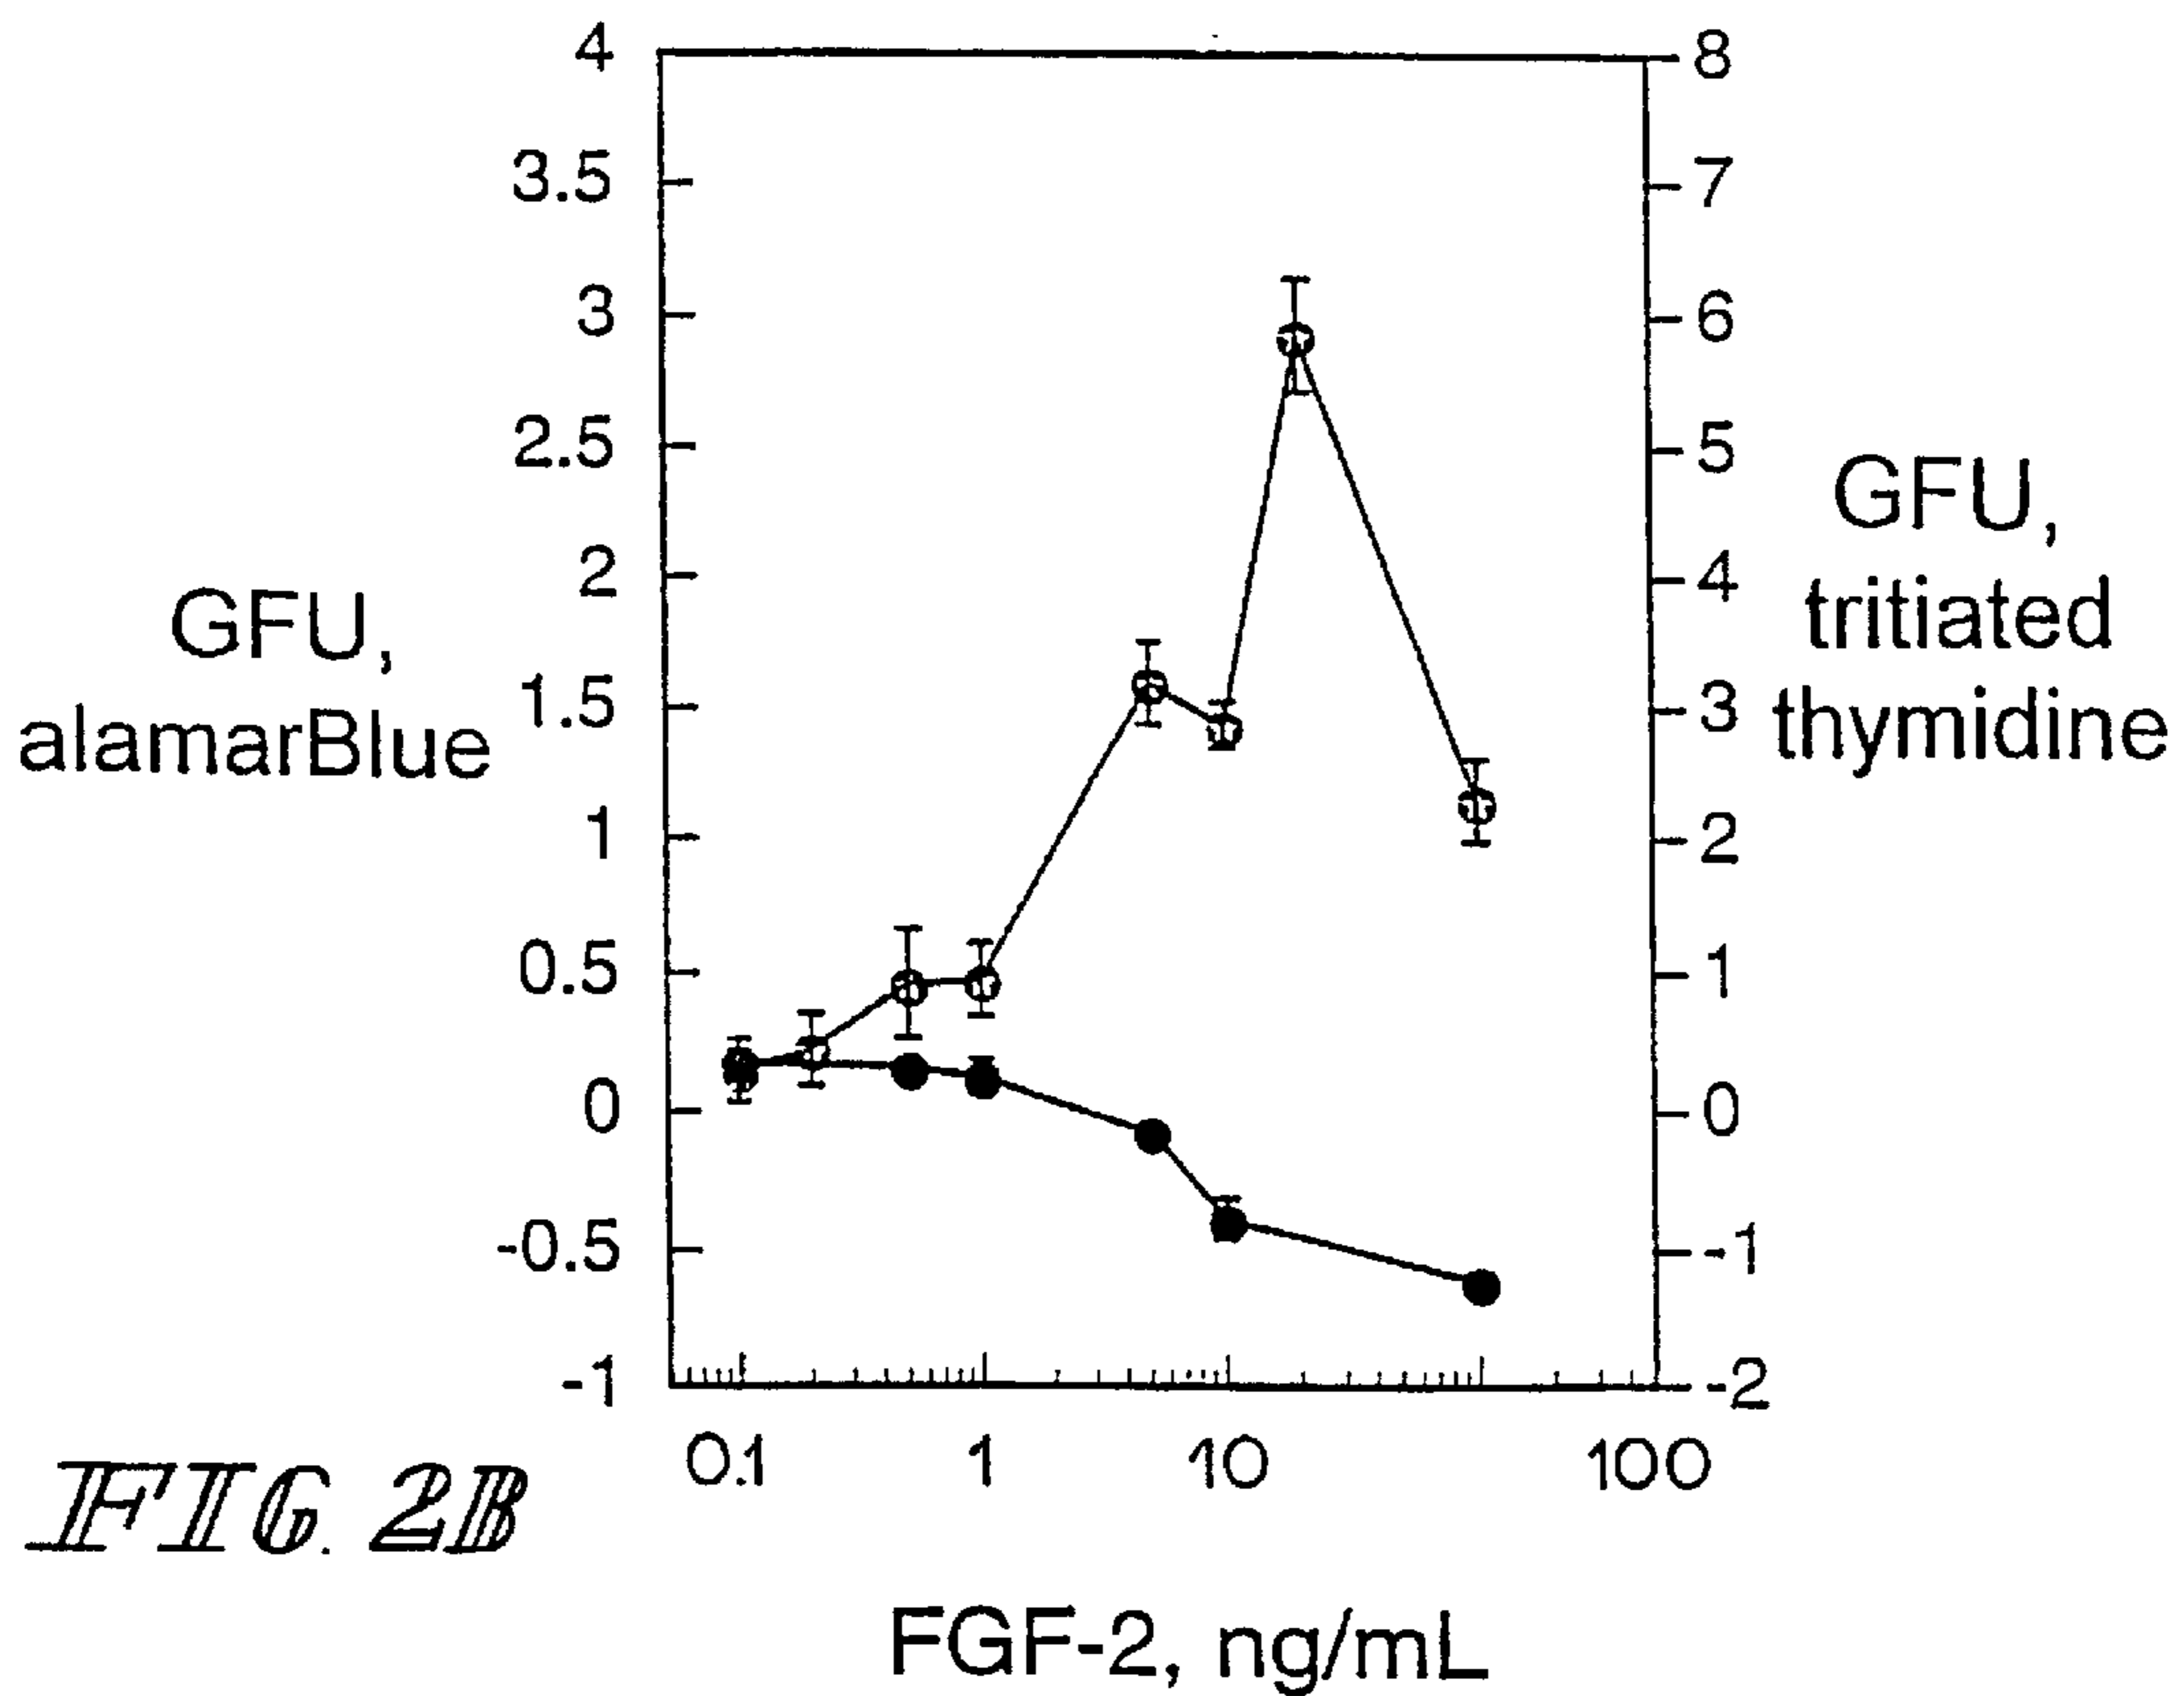 4
3.5
3
2.5
2
1.5
1
0.5
0
-0.5
-1
GFU,
alamarBlue
8
7
6
5
4
3
2
1
0
-1
-2
GFU,
tritiated
thymidine
0.1 1 10 100
FIG. 2B
FGF-2, ng/mL